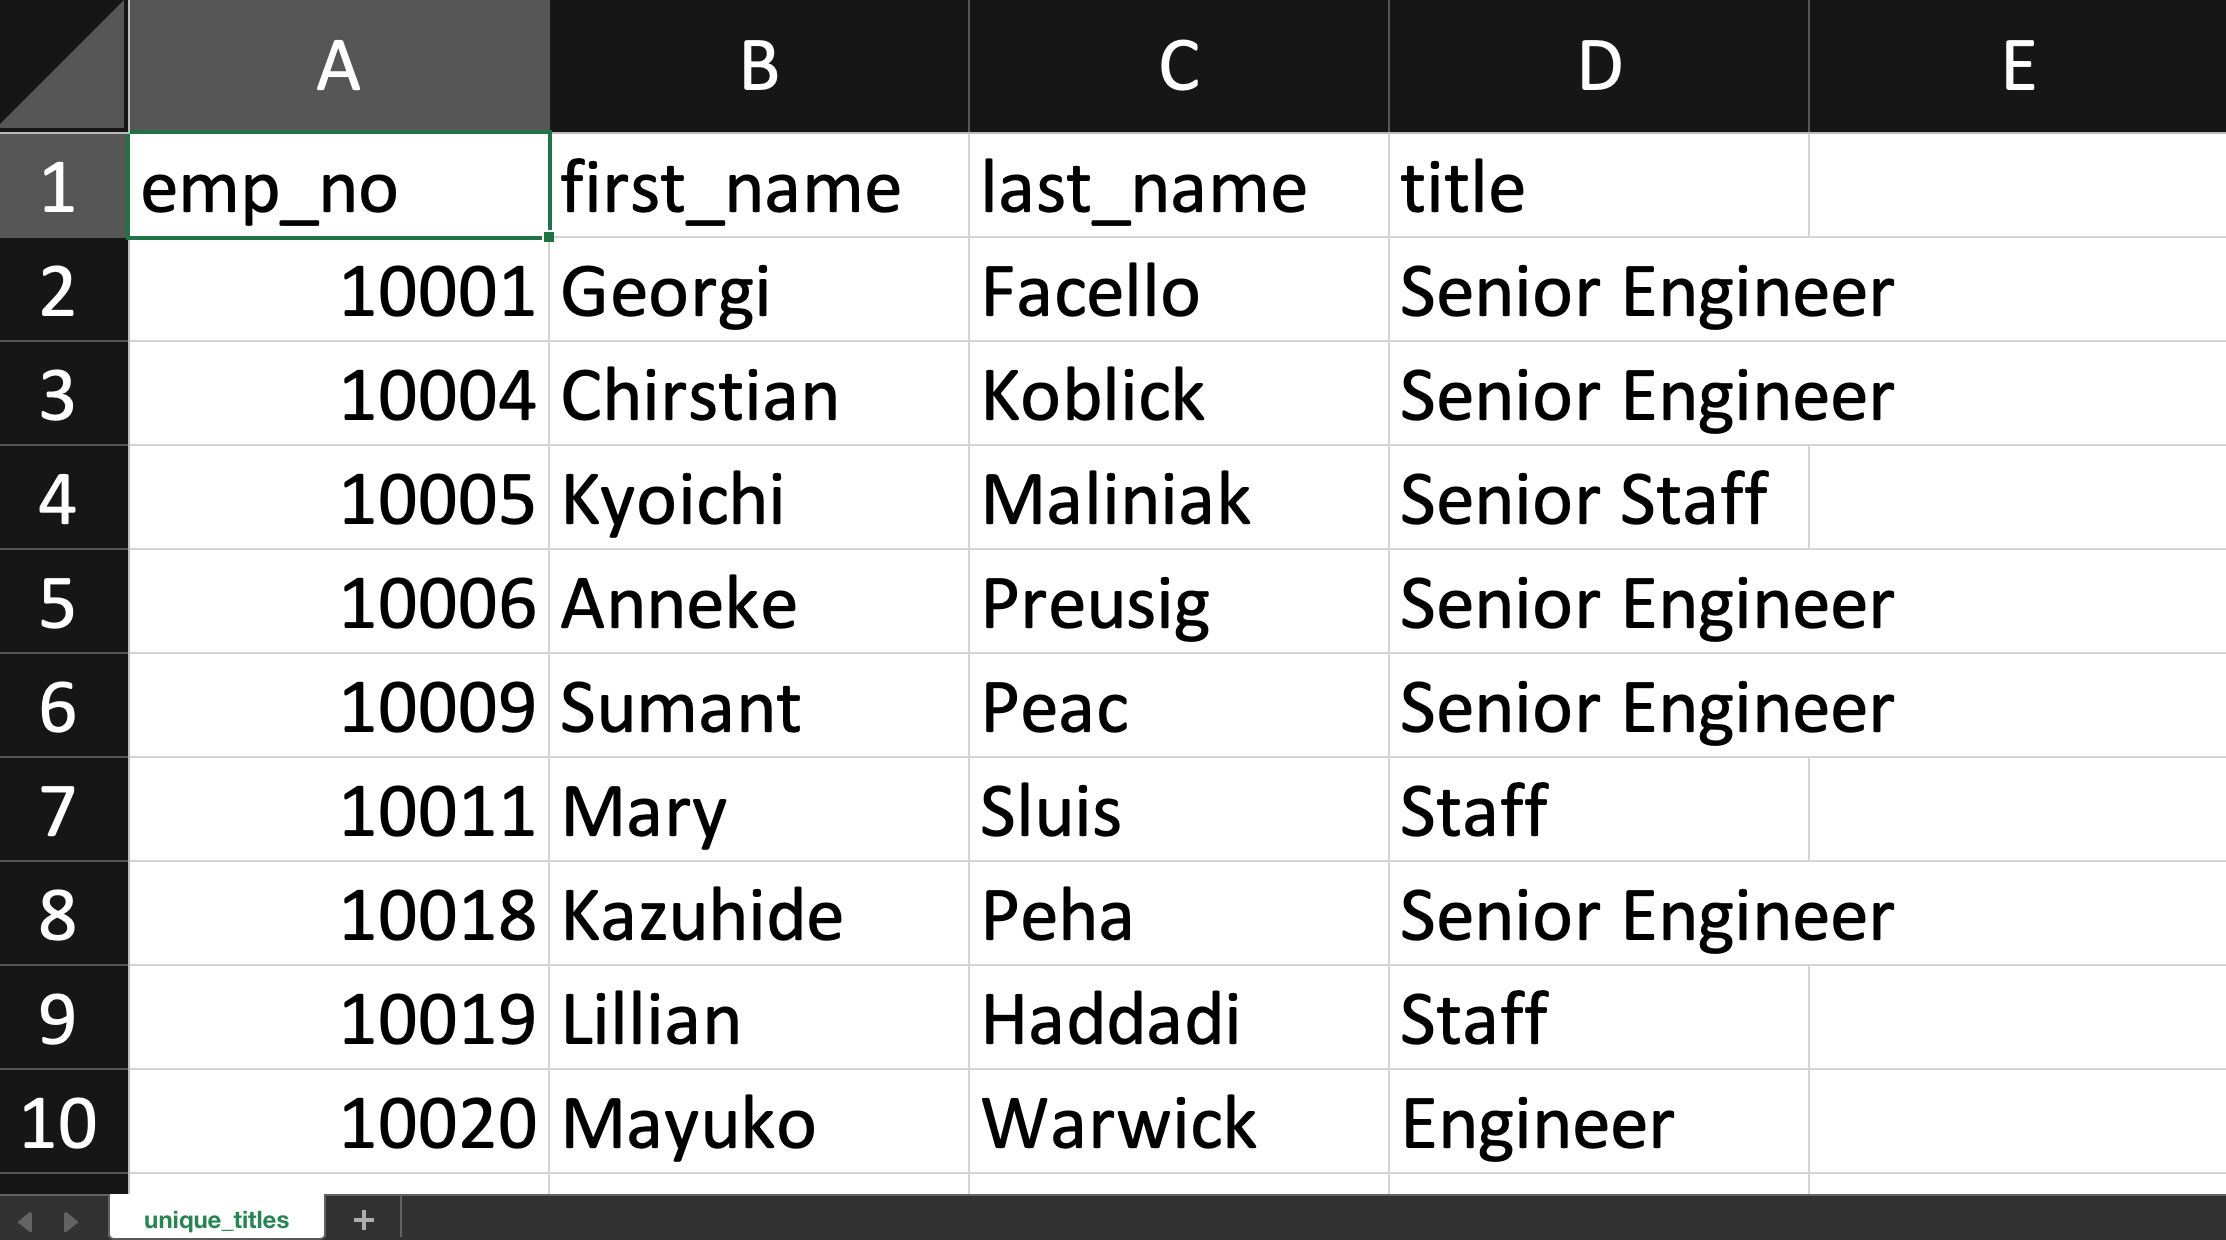 A B C D E
1 emp_no first_name last_name title
2 10001 Georgi Facello Senior Engineer
3 10004 Chirstian Koblick Senior Engineer
4 10005 Kyoichi Maliniak Senior Staff
5 10006 Anneke Preusig Senior Engineer
6 10009 Sumant Peac Senior Engineer
7 10011 Mary Sluis Staff
8 10018 Kazuhide Peha Senior Engineer
9 10019 Lillian Haddadi Staff
10 10020 Mayuko Warwick Engineer
unique_titles +